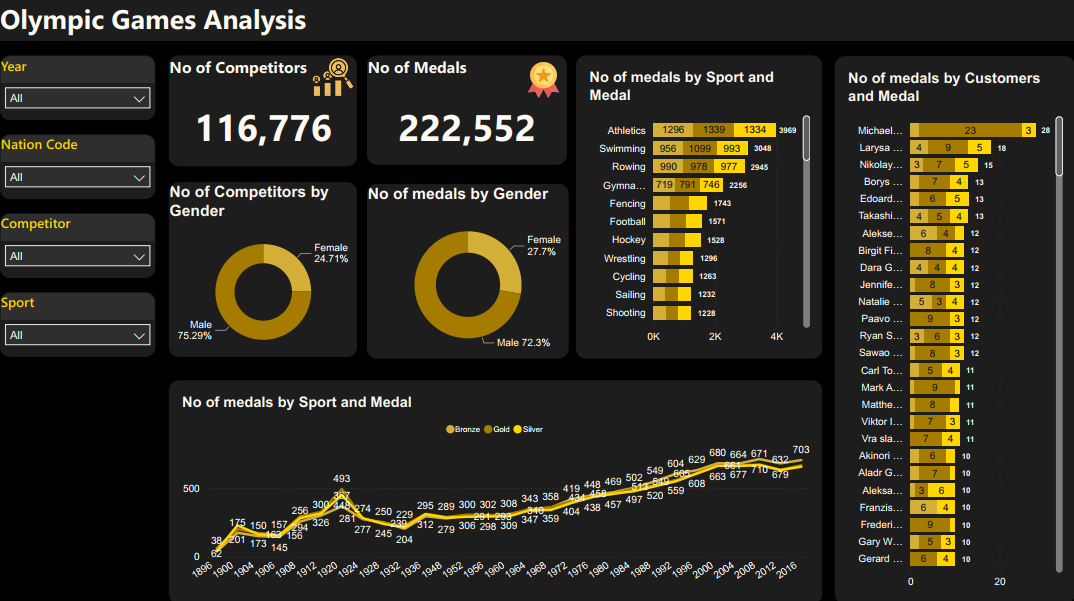 Olympic Games Analysis
Year
All
Nation Code
All
Competitor
All
Sport
All
No of Competitors
116,776
No of Medals
222,552
No of Competitors by
Gender
Female
24.71%
Male
75.29%
No of medals by Gender
Female
27.7%
Male 72.3%
No of medals by Sport and
Medal
Athletics 1296 1339 1334 3969
Swimming 956 1099 993 3048
Rowing 990 978 977 2945
Gymna... 719 791 746 2256
Fencing 1743
Football 1571
Hockey 1528
Wrestling 1296
Cycling 1263
Sailing 1232
Shooting 1228
0K 2K 4K
No of medals by Customers
and Medal
Michael... 23 3 28
Larysa ... 4 9 5 18
Nikolay... 3 7 5 15
Borys ... 7 4 13
Edoard... 6 5 13
Takashi... 4 5 4 13
Alekse... 6 4 12
Birgit Fi... 8 4 12
Dara G... 4 4 4 12
Jennife... 8 3 12
Natalie ... 5 3 4 12
Paavo ... 9 3 12
Ryan S... 3 6 3 12
Sawao ... 8 3 12
Carl To... 5 4 11
Mark A... 9 11
Matthe... 8 11
Viktor I... 7 3 11
Vra sla... 7 4 11
Akinori ... 6 10
Aladr G... 7 10
Aleksa... 3 6 10
Franzis... 6 4 10
Frederi... 9 10
Gary W... 5 3 10
Gerard ... 6 4 10
0 20
No of medals by Sport and Medal
Bronze Gold Silver
500
0
38 175 150 157 256 300 493 274 250 229 295 289 300 302 308 343 358 419 448 469 502 549 604 629 680 664 671 632 703
62 201 173 163 145 156 294 326 367 448 281 277 245 239 204 312 279 306 291 298 293 309 340 347 359 434 404 458 438 457 513 497 549 520 605 559 608 661 663 677 710 679
1896 1900 1904 1906 1908 1912 1920 1924 1928 1932 1936 1948 1952 1956 1960 1964 1968 1972 1976 1980 1984 1988 1992 1996 2000 2004 2008 2012 2016